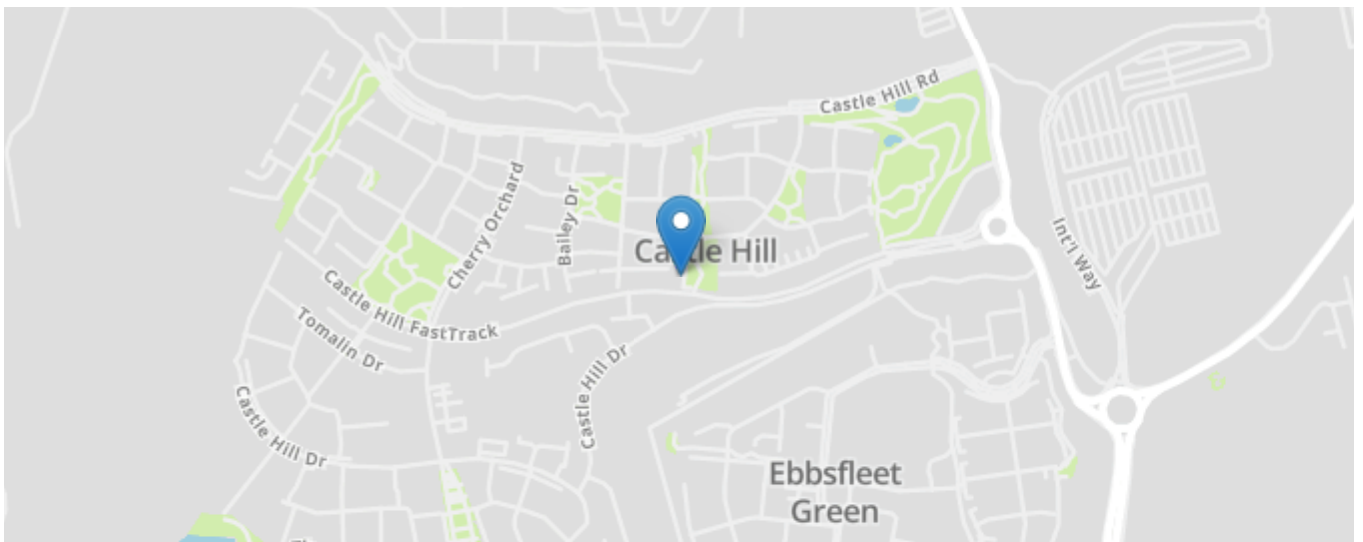 Castle Hill Rd
Cherry Orchard
Bailey Dr
Castle Hill
Int'l Way
Castle Hill FastTrack
Tomalin Dr
Castle Hill Dr
Castle Hill Dr
Ebbsfleet
Green